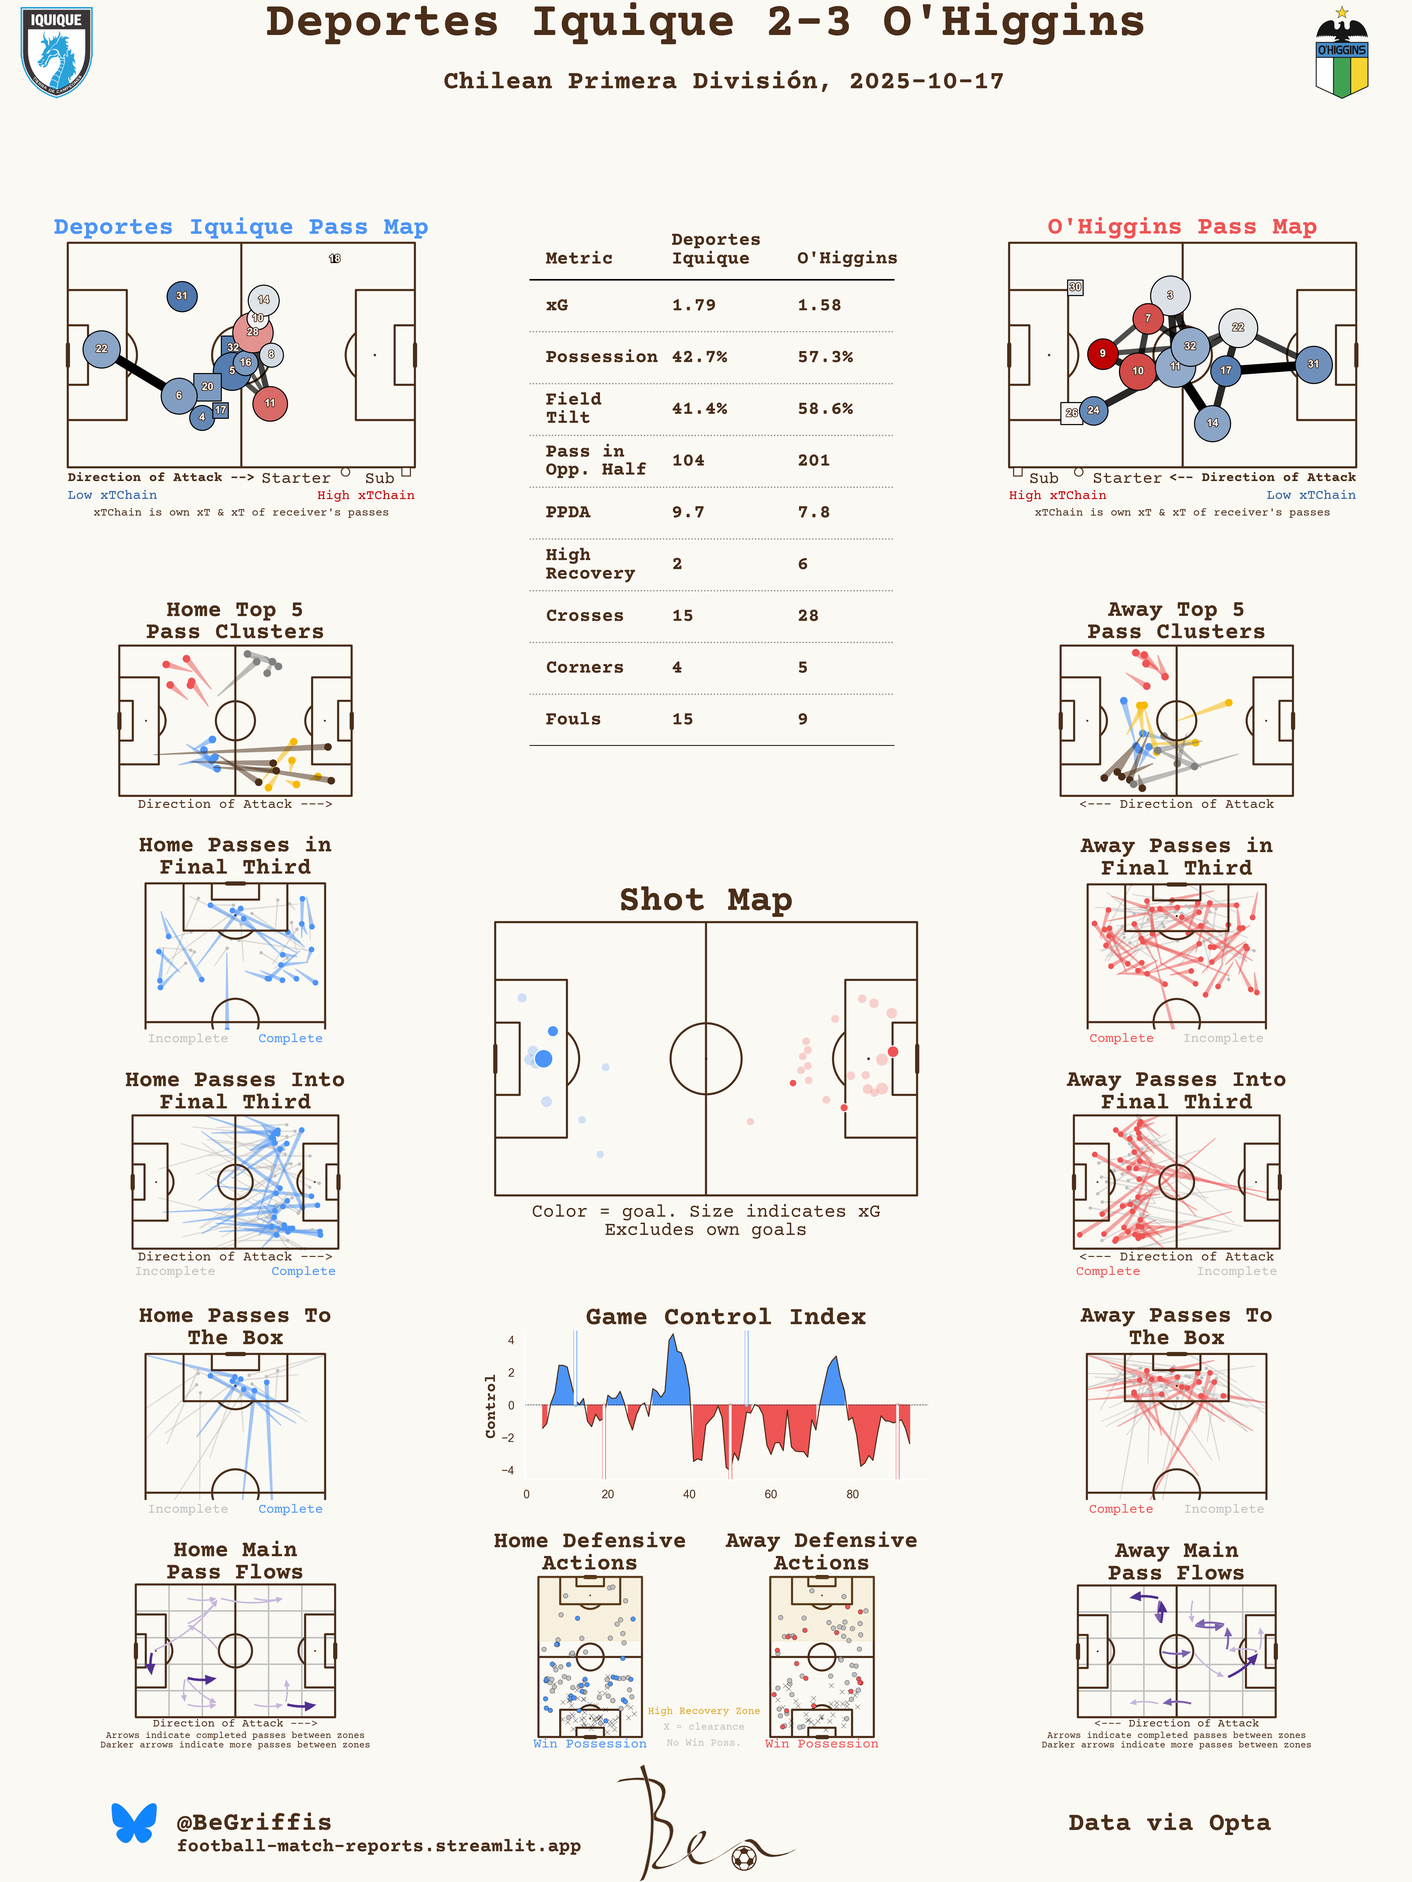 Deportes Iquique 2-3 O'Higgins
Chilean Primera División, 2025-10-17
IQUIQUE
O'HIGGINS
Deportes Iquique Pass Map
18
31
14
10
28
22
32
8
16
5
20
6
11
17
4
Direction of Attack --> Starter Sub
Low xTChain High xTChain
xTChain is own xT & xT of receiver's passes
Metric Deportes Iquique O'Higgins
xG 1.79 1.58
Possession 42.7% 57.3%
Field Tilt 41.4% 58.6%
Pass in Opp. Half 104 201
PPDA 9.7 7.8
High Recovery 2 6
Crosses 15 28
Corners 4 5
Fouls 15 9
O'Higgins Pass Map
30
3
7
22
32
9
10
11
17
31
26
24
14
Sub Starter <-- Direction of Attack
High xTChain Low xTChain
xTChain is own xT & xT of receiver's passes
Home Top 5
Pass Clusters
Direction of Attack --->
Away Top 5
Pass Clusters
<--- Direction of Attack
Home Passes in
Final Third
Incomplete Complete
Away Passes in
Final Third
Complete Incomplete
Shot Map
Color = goal. Size indicates xG
Excludes own goals
Home Passes Into
Final Third
Direction of Attack --->
Incomplete Complete
Away Passes Into
Final Third
<--- Direction of Attack
Complete Incomplete
Home Passes To
The Box
Incomplete Complete
Game Control Index
Control
4
2
0
−2
−4
0 20 40 60 80
Away Passes To
The Box
Complete Incomplete
Home Main
Pass Flows
Direction of Attack --->
Arrows indicate completed passes between zones
Darker arrows indicate more passes between zones
Home Defensive
Actions
Win Possession
High Recovery Zone
X = clearance
No Win Poss.
Away Defensive
Actions
Win Possession
Away Main
Pass Flows
<--- Direction of Attack
Arrows indicate completed passes between zones
Darker arrows indicate more passes between zones
@BeGriffis
football-match-reports.streamlit.app
Ben
Data via Opta